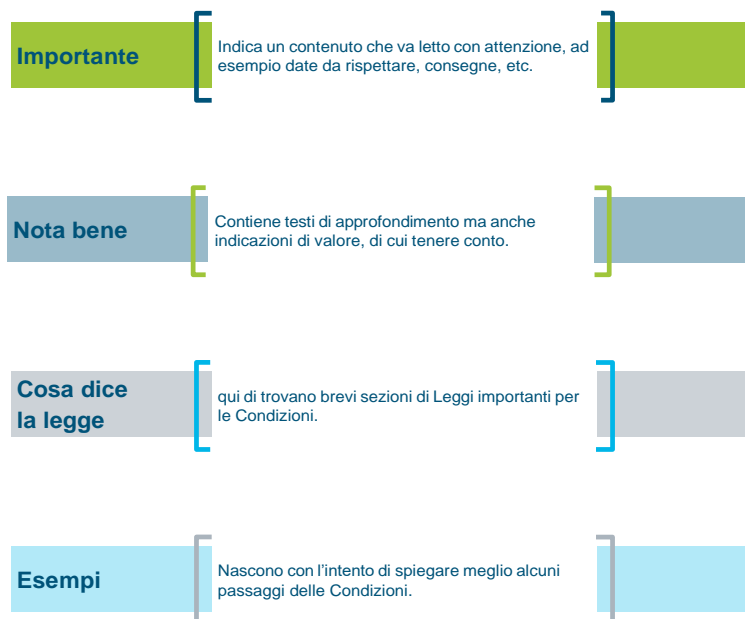 Importante
Indica un contenuto che va letto con attenzione, ad
esempio date da rispettare, consegne, etc.
Nota bene
Contiene testi di approfondimento ma anche
indicazioni di valore, di cui tenere conto.
Cosa dice
la legge
qui di trovano brevi sezioni di Leggi importanti per
le Condizioni.
Esempi
Nascono con l'intento di spiegare meglio alcuni
passaggi delle Condizioni.